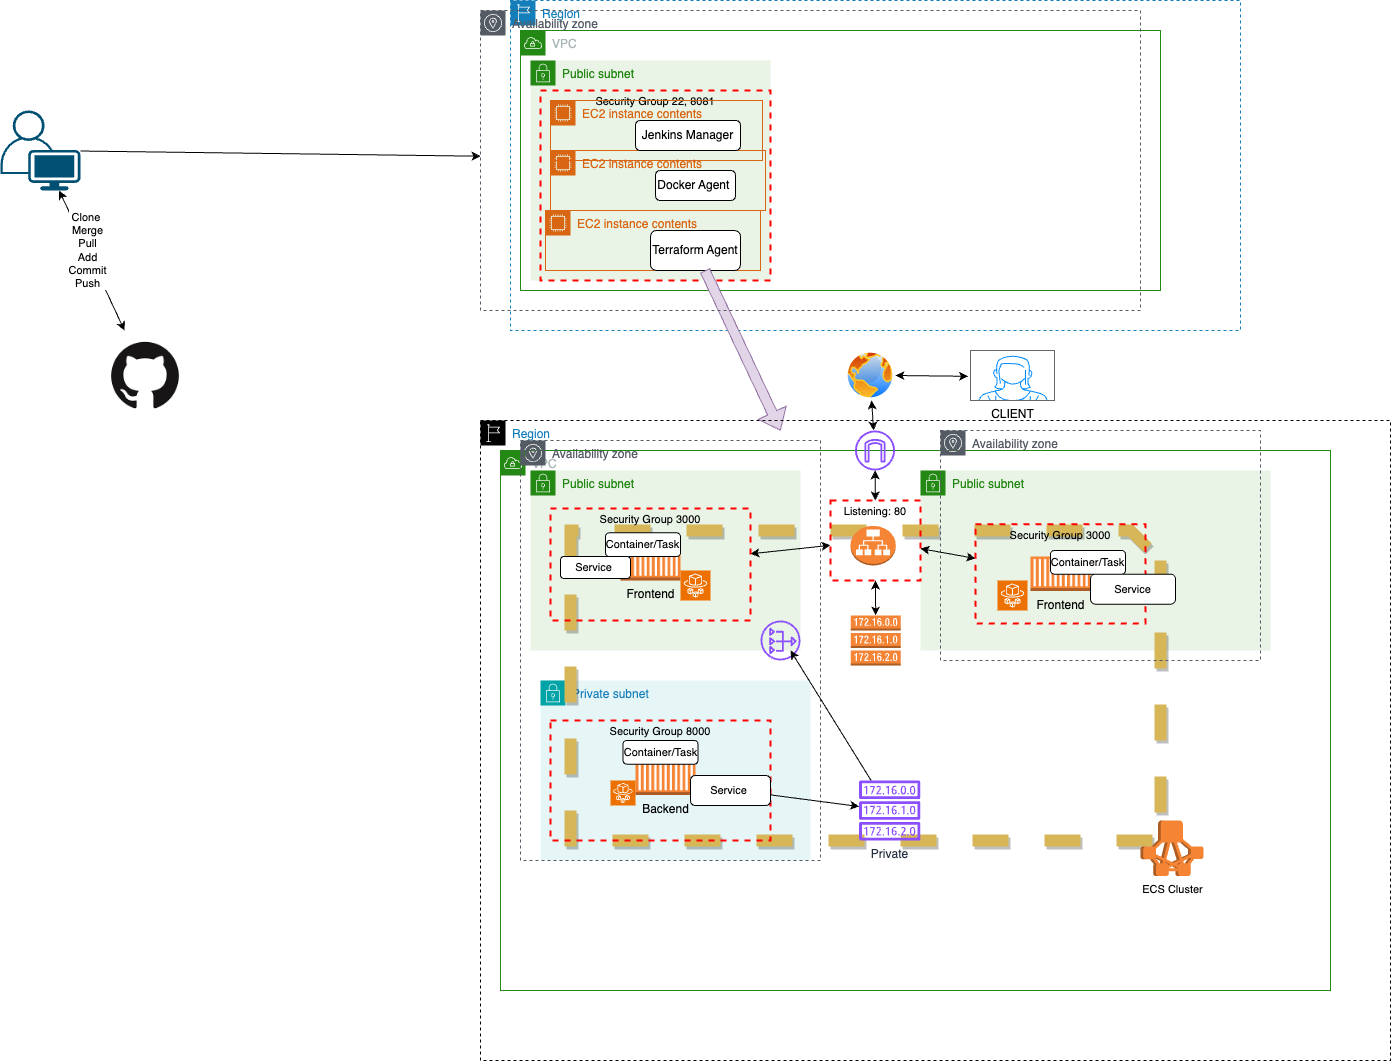 Region
Availability zone
VPC
Public subnet
Security Group 22, 8081
EC2 instance contents
Jenkins Manager
EC2 instance contents
Docker Agent
EC2 instance contents
Terraform Agent
Clone
Merge
Pull
Add
Commit
Push
CLIENT
Region
Availability zone
VPC
Public subnet
Security Group 3000
Container/Task
Service
Frontend
Listening: 80
172.16.0.0
172.16.1.0
172.16.2.0
Availability zone
Public subnet
Security Group 3000
Container/Task
Service
Frontend
Private subnet
Security Group 8000
Container/Task
Service
Backend
172.16.0.0
172.16.1.0
172.16.2.0
Private
ECS Cluster